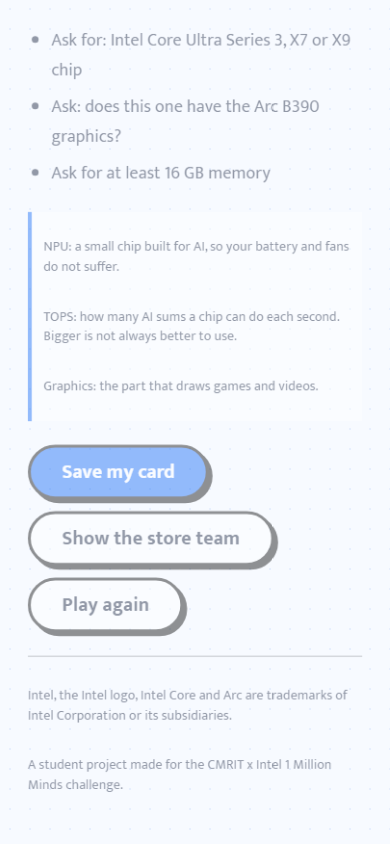 Ask for: Intel Core Ultra Series 3, X7 or X9
chip
Ask: does this one have the Arc B390
graphics?
Ask for at least 16 GB memory
NPU: a small chip built for AI, so your battery and fans
do not suffer.
TOPS: how many AI sums a chip can do each second.
Bigger is not always better to use.
Graphics: the part that draws games and videos.
Save my card
Show the store team
Play again
Intel, the Intel logo, Intel Core and Arc are trademarks of
Intel Corporation or its subsidiaries.
A student project made for the CMRIT x Intel 1 Million
Minds challenge.